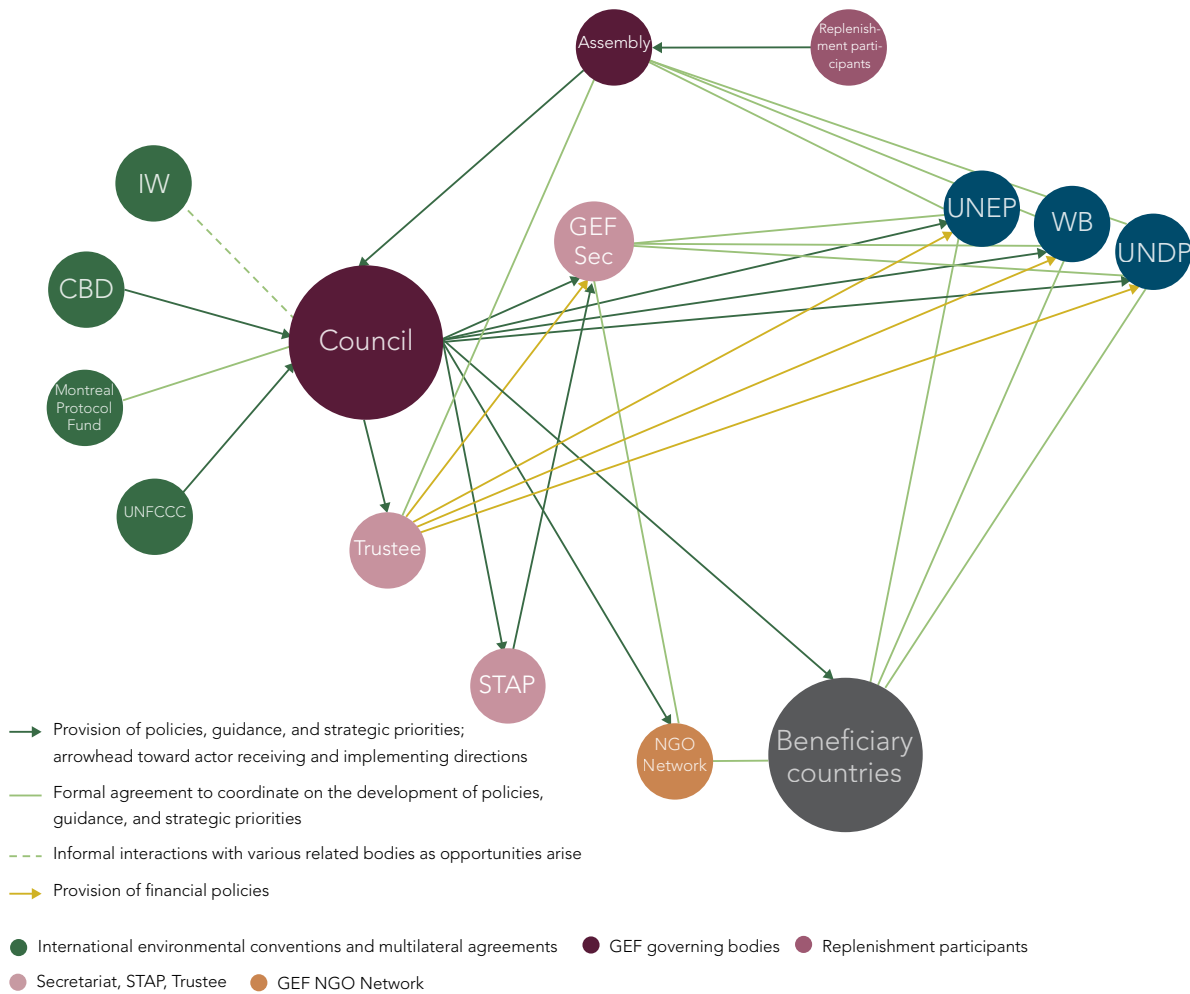 Assembly
Replenish-
ment parti-
cipants
IW
CBD
Montreal
Protocol
Fund
UNFCCC
Council
GEF
Sec
UNEP
WB
UNDP
Trustee
STAP
NGO
Network
Beneficiary
countries
Provision of policies, guidance, and strategic priorities;
arrowhead toward actor receiving and implementing directions
Formal agreement to coordinate on the development of policies,
guidance, and strategic priorities
Informal interactions with various related bodies as opportunities arise
Provision of financial policies
International environmental conventions and multilateral agreements
GEF governing bodies
Replenishment participants
Secretariat, STAP, Trustee
GEF NGO Network